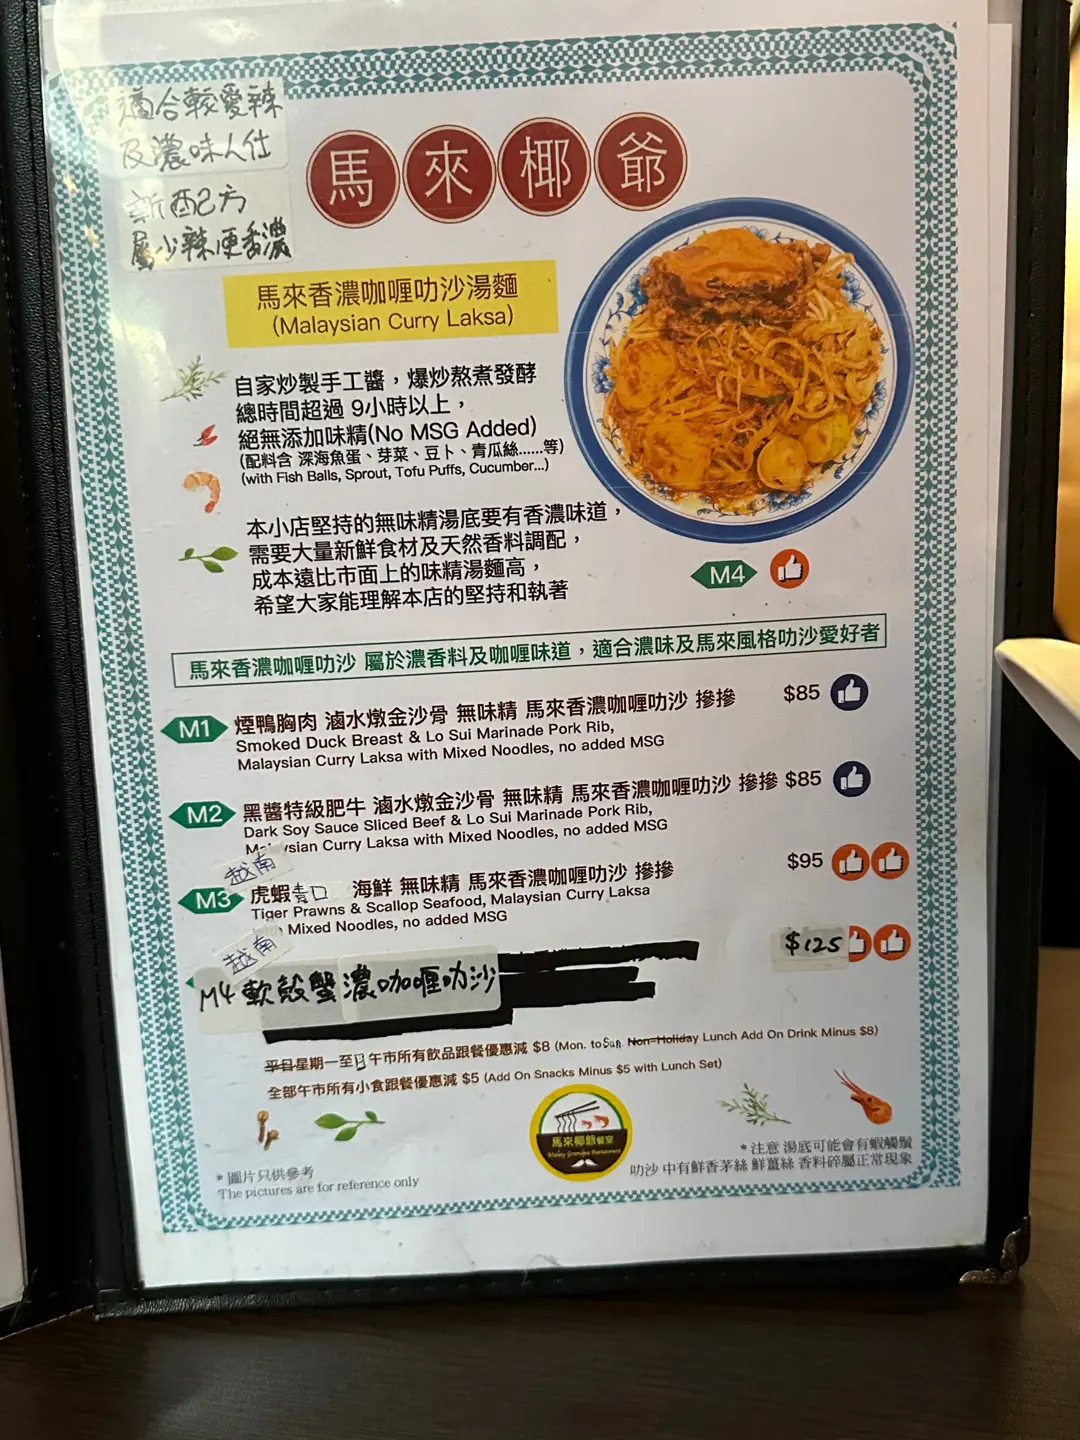 適合較愛辣
及濃味人仕
新配方
屬少辣更香濃
馬來椰爺
馬來香濃咖喱叻沙湯麵
(Malaysian Curry Laksa)
自家炒製手工醬，爆炒熬煮發酵
總時間超過 9小時以上，
絕無添加味精(No MSG Added)
(配料含 深海魚蛋、芽菜、豆卜、青瓜絲......等)
(with Fish Balls, Sprout, Tofu Puffs, Cucumber...)
本小店堅持的無味精湯底要有香濃味道，
需要大量新鮮食材及天然香料調配，
成本遠比市面上的味精湯麵高，
希望大家能理解本店的堅持和執著
M4
馬來香濃咖喱叻沙 屬於濃香料及咖喱味道，適合濃味及馬來風格叻沙愛好者
M1 煙鴨胸肉 滷水燉金沙骨 無味精 馬來香濃咖喱叻沙 摻摻 $85
Smoked Duck Breast & Lo Sui Marinade Pork Rib,
Malaysian Curry Laksa with Mixed Noodles, no added MSG
M2 黑醬特級肥牛 滷水燉金沙骨 無味精 馬來香濃咖喱叻沙 摻摻 $85
Dark Soy Sauce Sliced Beef & Lo Sui Marinade Pork Rib,
Curry Laksa with Mixed Noodles, no added MSG
越南
M3 虎蝦青口 海鮮 無味精 馬來香濃咖喱叻沙 摻摻 $95
Tiger Prawns & Scallop Seafood, Malaysian Curry Laksa
Mixed Noodles, no added MSG
越南
M4 軟殼蟹濃咖喱叻沙 $125
平日星期一至日午市所有飲品跟餐優惠減 $8 (Mon. to Sun Non-Holiday Lunch Add On Drink Minus $8)
全部午市所有小食跟餐優惠減 $5 (Add On Snacks Minus $5 with Lunch Set)
馬來椰爺餐室
Malay Grandpa Restaurant
*圖片只供參考
The pictures are for reference only
*注意 湯底可能會有蝦觸鬚
叻沙 中有鮮香茅絲 鮮薑絲 香料碎屬正常現象